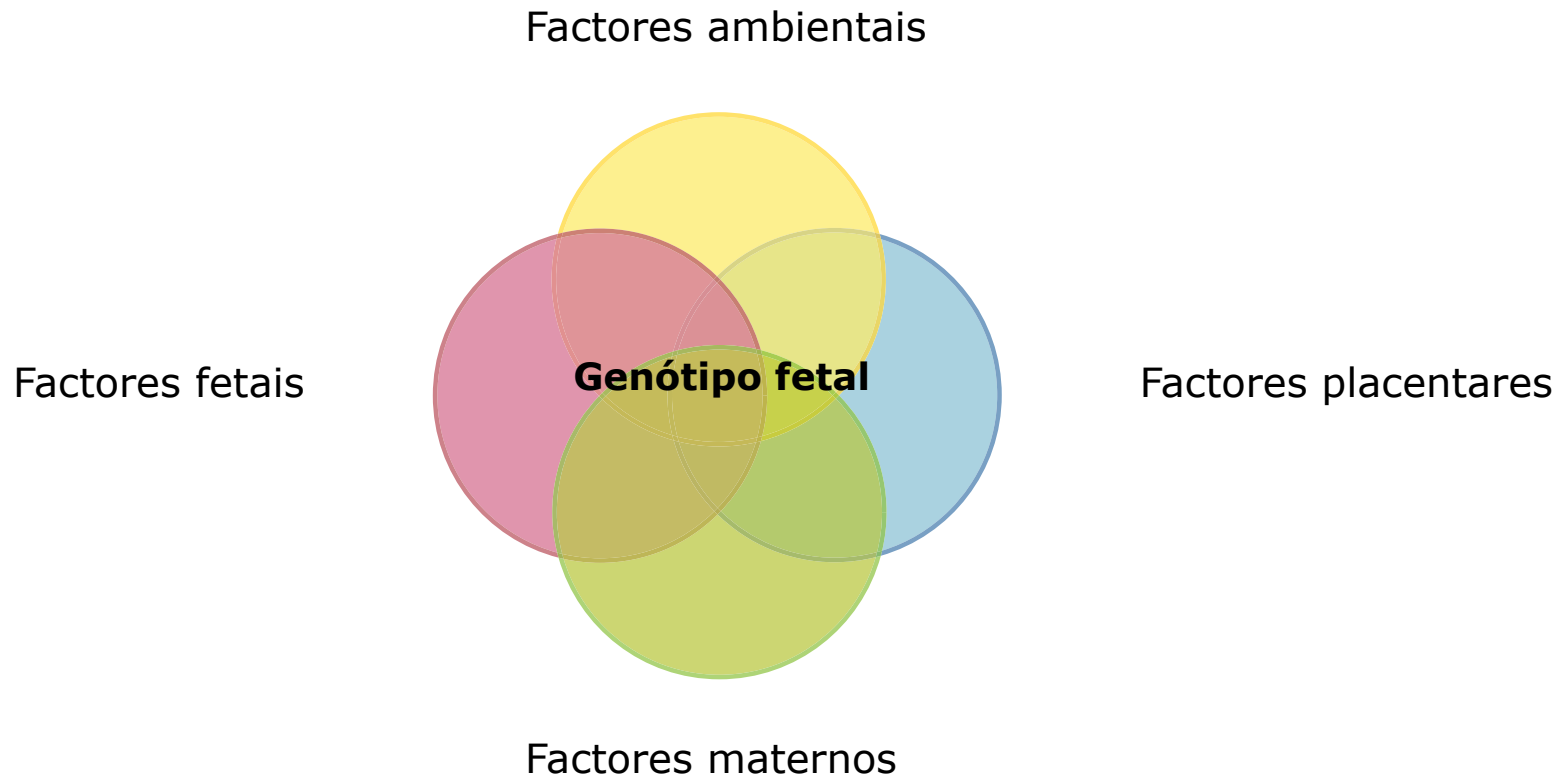 Factores ambientais
Genótipo fetal
Factores fetais
Factores placentares
Factores maternos